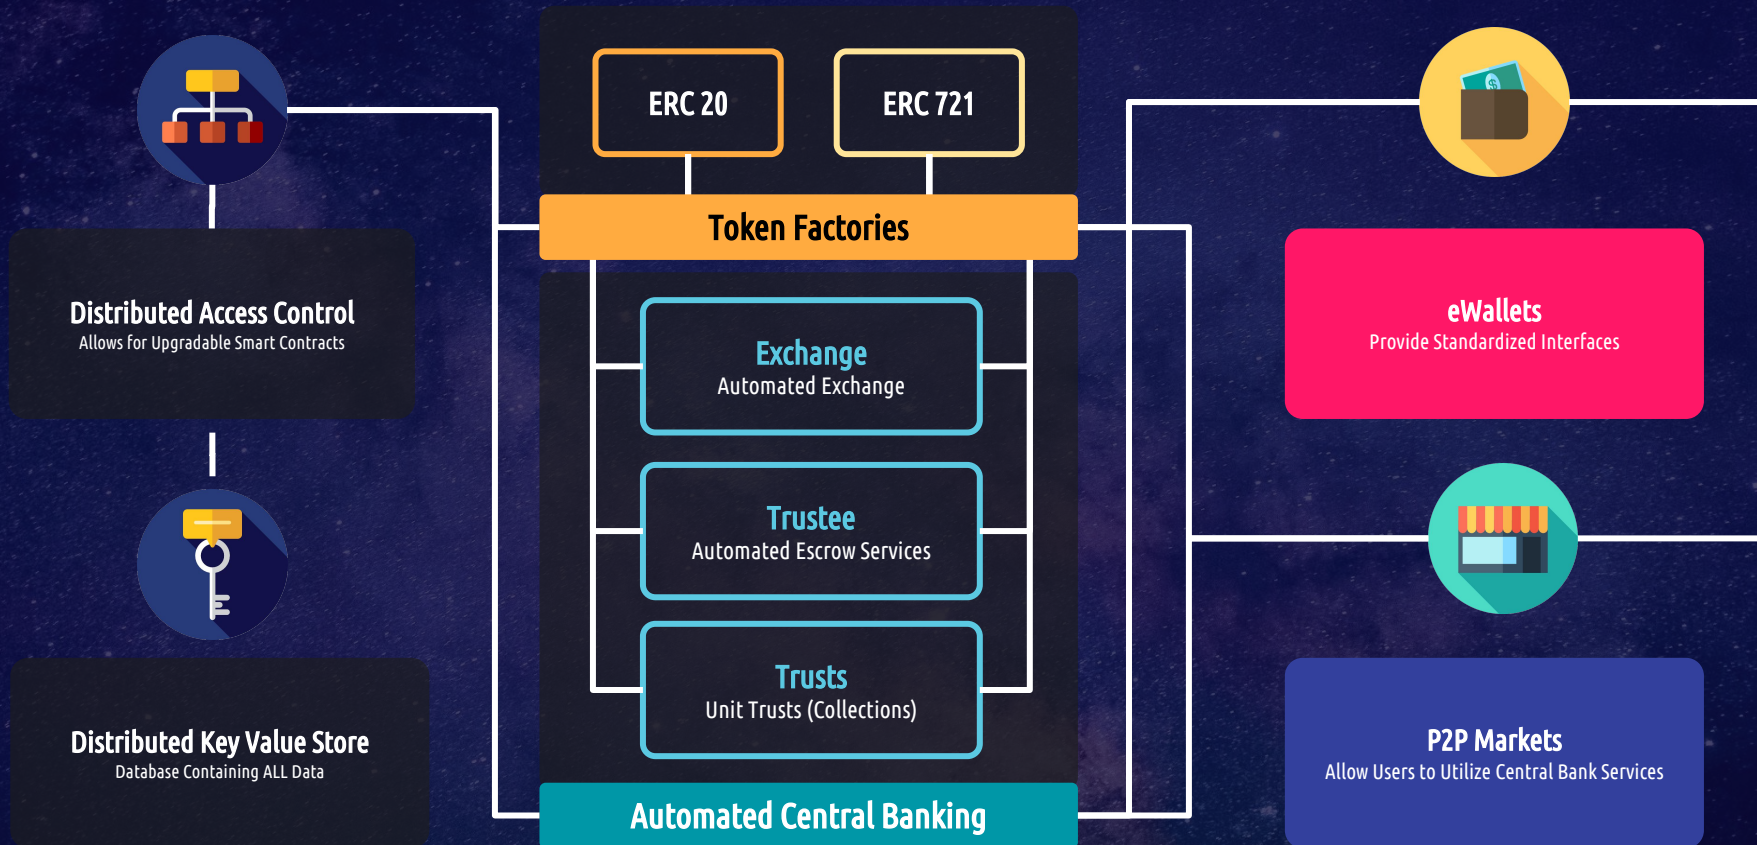 ERC 20
ERC 721
Token Factories
Distributed Access Control
Allows for Upgradable Smart Contracts
Distributed Key Value Store
Database Containing ALL Data
Exchange
Automated Exchange
Trustee
Automated Escrow Services
Trusts
Unit Trusts (Collections)
Automated Central Banking
eWallets
Provide Standardized Interfaces
P2P Markets
Allow Users to Utilize Central Bank Services